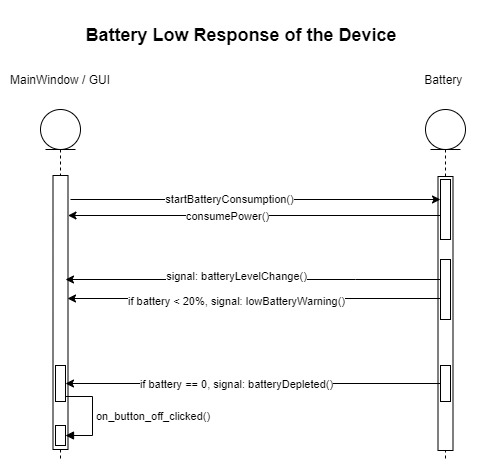 Battery Low Response of the Device
MainWindow / GUI
Battery
startBatteryConsumption()
consumePower()
signal: batteryLevelChange()
if battery < 20%, signal: lowBatteryWarning()
if battery == 0, signal: batteryDepleted()
on_button_off_clicked()